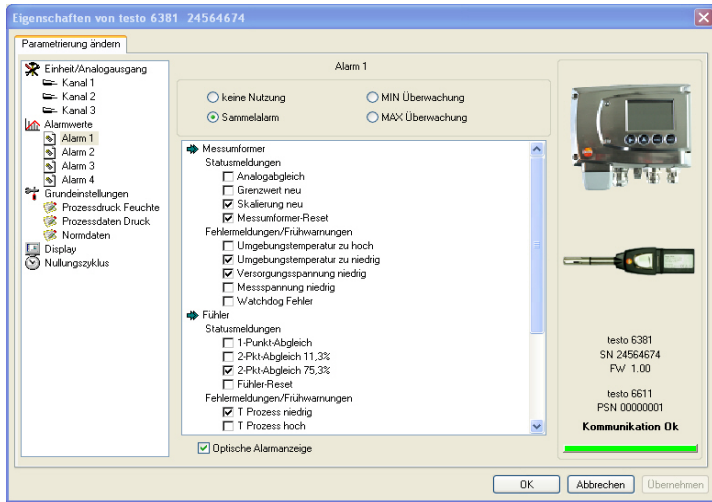 Eigenschaften von testo 6381 24564674
Parametrierung ändern
Einheit/Analogausgang
Kanal 1
Kanal 2
Kanal 3
Alarmwerte
Alarm 1
Alarm 2
Alarm 3
Alarm 4
Grundeinstellungen
Prozessdruck Feuchte
Prozessdaten Druck
Normdaten
Display
Nullungszyklus
Alarm 1
keine Nutzung
MIN Überwachung
Sammelalarm
MAX Überwachung
Messumformer
Statusmeldungen
Analogabgleich
Grenzwert neu
Skalierung neu
Messumformer-Reset
Fehlermeldungen/Frühwarnungen
Umgebungstemperatur zu hoch
Umgebungstemperatur zu niedrig
Versorgungsspannung niedrig
Messspannung niedrig
Watchdog Fehler
Fühler
Statusmeldungen
1-Punkt-Abgleich
2-Pkt-Abgleich 11,3%
2-Pkt-Abgleich 75,3%
Fühler-Reset
Fehlermeldungen/Frühwarnungen
T Prozess niedrig
T Prozess hoch
Optische Alarmanzeige
testo 6381
SN 24564674
FW 1.00
testo 6611
PSN 00000001
Kommunikation Ok
OK
Abbrechen
Übernehmen